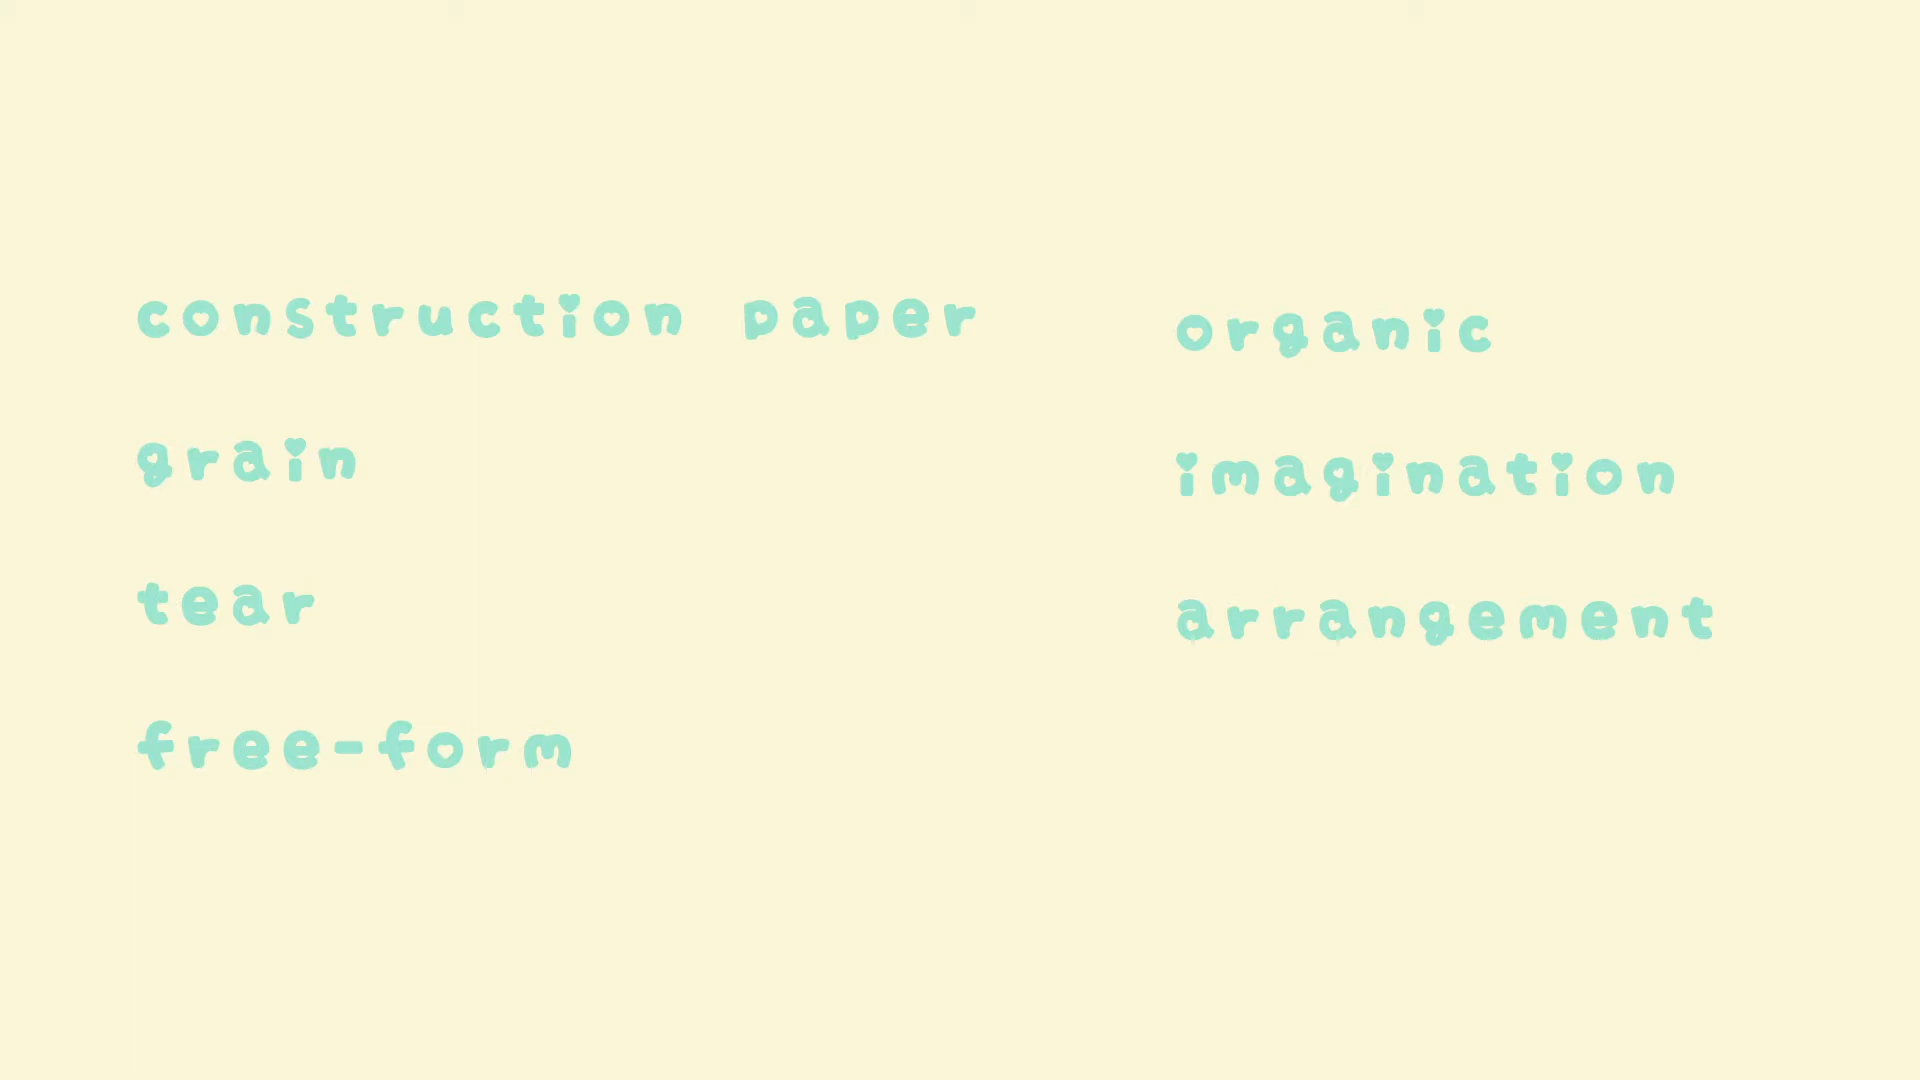 construction paper
grain
tear
free-form
organic
imagination
arrangement